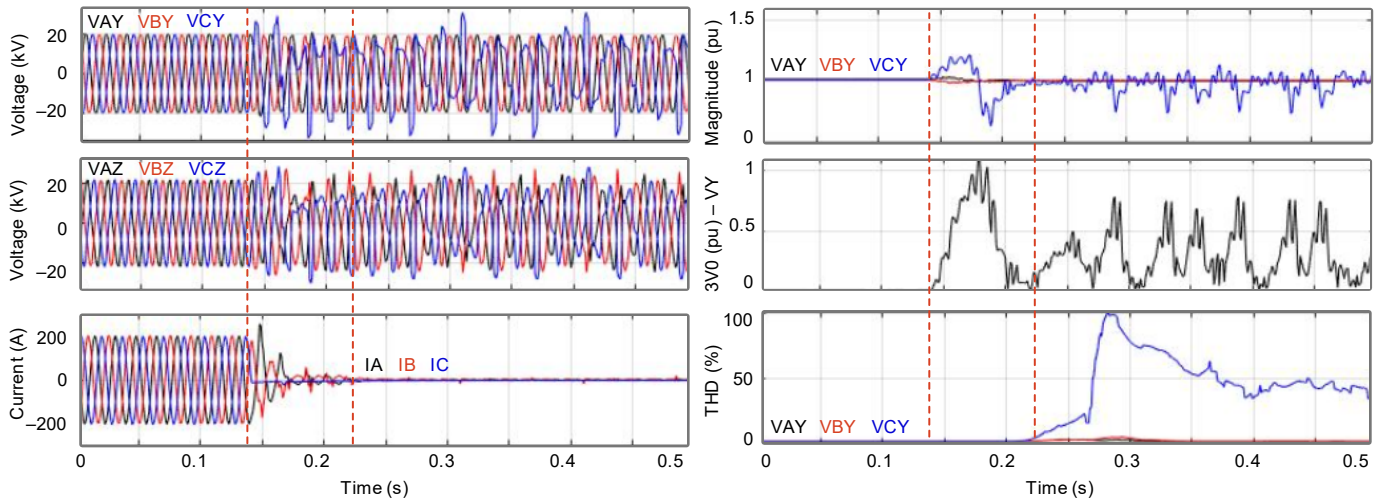 Voltage (kV)
20
0
–20
VAY VBY VCY
Voltage (kV)
20
0
–20
VAZ VBZ VCZ
Current (A)
200
0
–200
IA IB IC
0 0.1 0.2 0.3 0.4 0.5
Time (s)
Magnitude (pu)
1.5
1
0
VAY VBY VCY
3V0 (pu) – VY
1
0.5
0
THD (%)
100
50
0
VAY VBY VCY
0 0.1 0.2 0.3 0.4 0.5
Time (s)